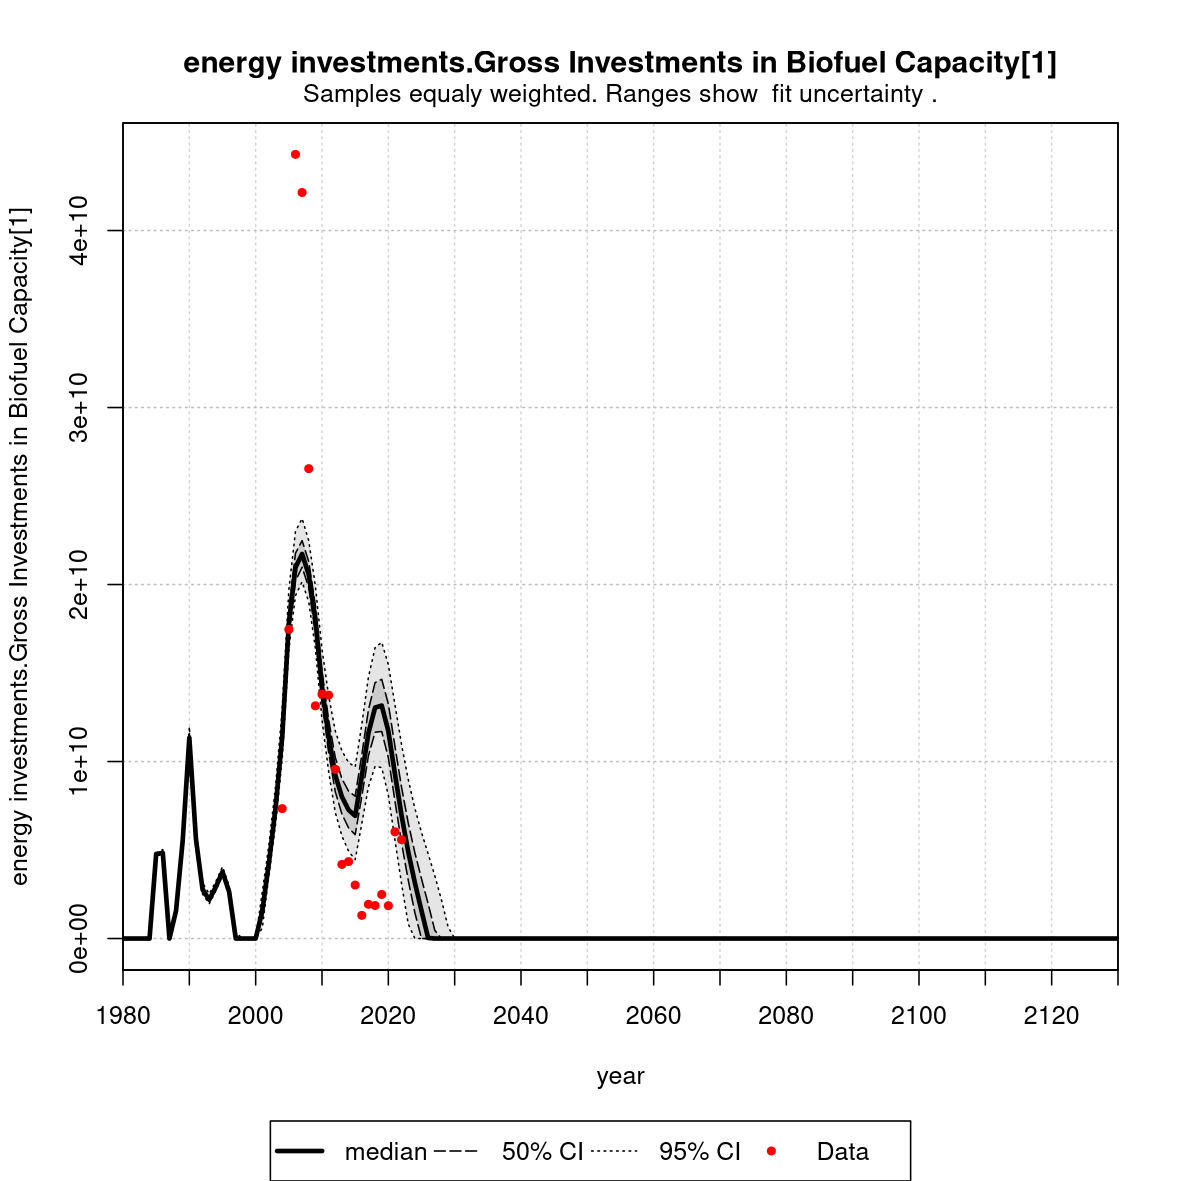 energy investments.Gross Investments in Biofuel Capacity[1]
Samples equaly weighted. Ranges show  fit uncertainty .
energy investments.Gross Investments in Biofuel Capacity[1]
4e+10
3e+10
2e+10
1e+10
0e+00
1980 2000 2020 2040 2060 2080 2100 2120
year
median 50% CI 95% CI Data